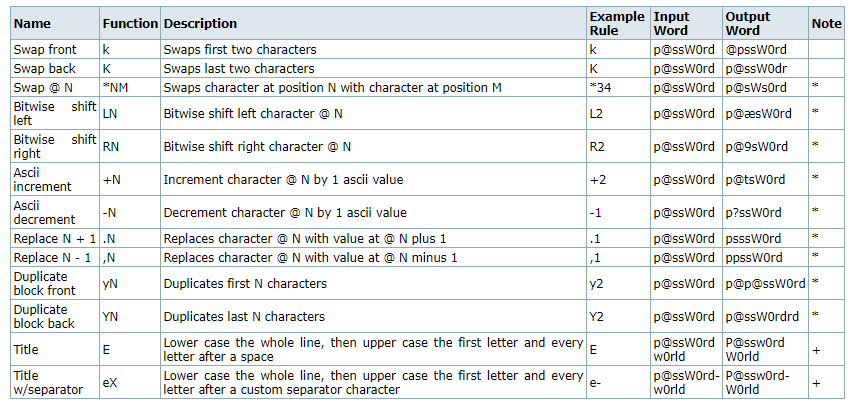 Name Function Description Example Rule Input Word Output Word Note
Swap front k Swaps first two characters k p@ssW0rd @pssW0rd
Swap back K Swaps last two characters K p@ssW0rd p@ssW0dr
Swap @ N *NM Swaps character at position N with character at position M *34 p@ssW0rd p@sWs0rd *
Bitwise shift left LN Bitwise shift left character @ N L2 p@ssW0rd p@æsW0rd *
Bitwise shift right RN Bitwise shift right character @ N R2 p@ssW0rd p@9sW0rd *
Ascii increment +N Increment character @ N by 1 ascii value +2 p@ssW0rd p@tsW0rd *
Ascii decrement -N Decrement character @ N by 1 ascii value -1 p@ssW0rd p?ssW0rd *
Replace N + 1 .N Replaces character @ N with value at @ N plus 1 .1 p@ssW0rd psssW0rd *
Replace N - 1 ,N Replaces character @ N with value at @ N minus 1 ,1 p@ssW0rd ppssW0rd *
Duplicate block front yN Duplicates first N characters y2 p@ssW0rd p@p@ssW0rd *
Duplicate block back YN Duplicates last N characters Y2 p@ssW0rd p@ssW0rdrd *
Title E Lower case the whole line, then upper case the first letter and every letter after a space E p@ssW0rd w0rld P@ssw0rd W0rld +
Title w/separator eX Lower case the whole line, then upper case the first letter and every letter after a custom separator character e- p@ssW0rd-w0rld P@ssw0rd-W0rld +